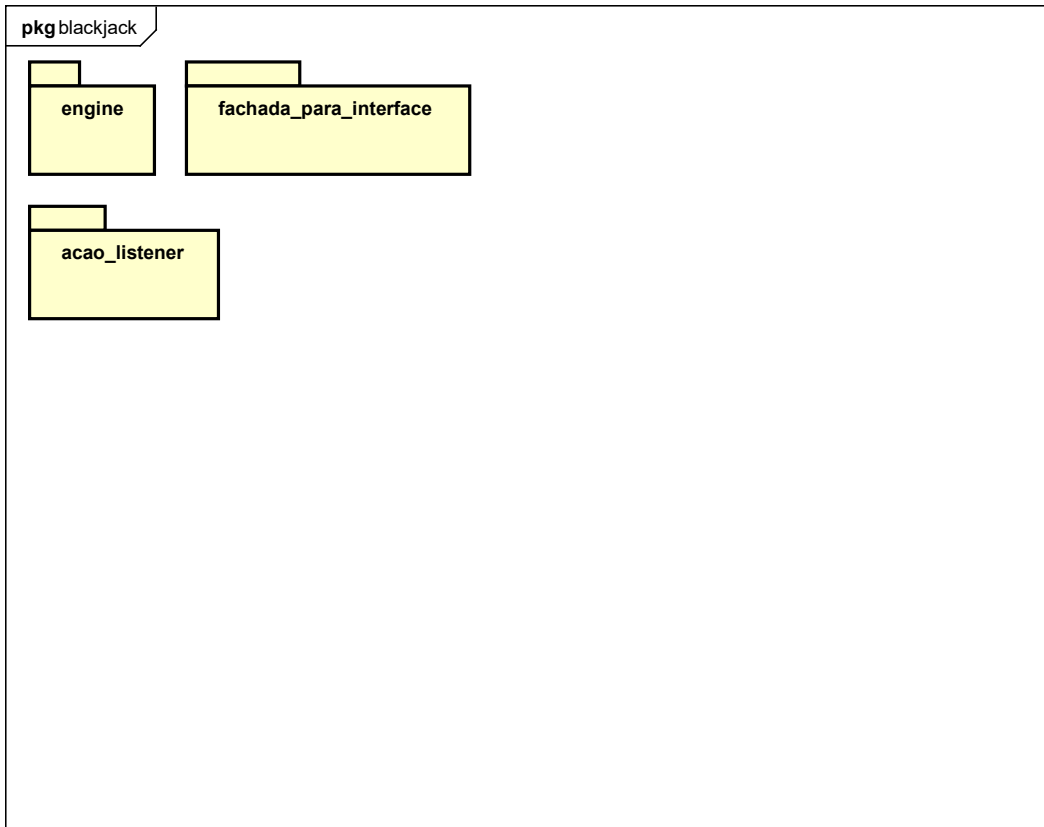 pkg blackjack
engine
fachada_para_interface
acao_listener